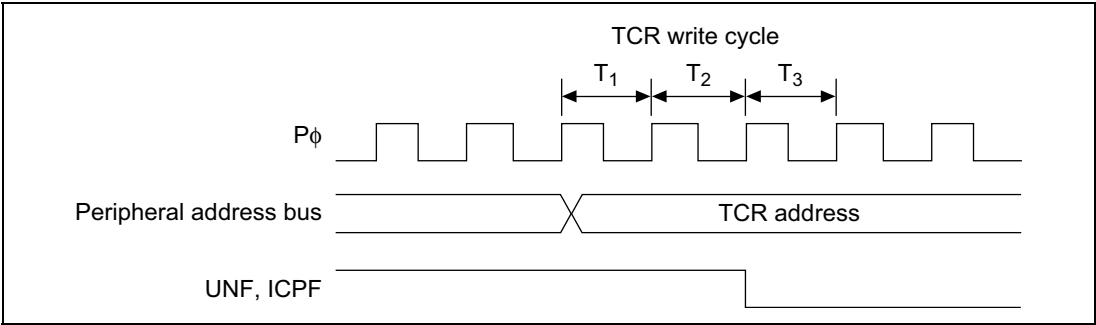 TCR write cycle
T1 T2 T3
Pϕ
Peripheral address bus
TCR address
UNF, ICPF